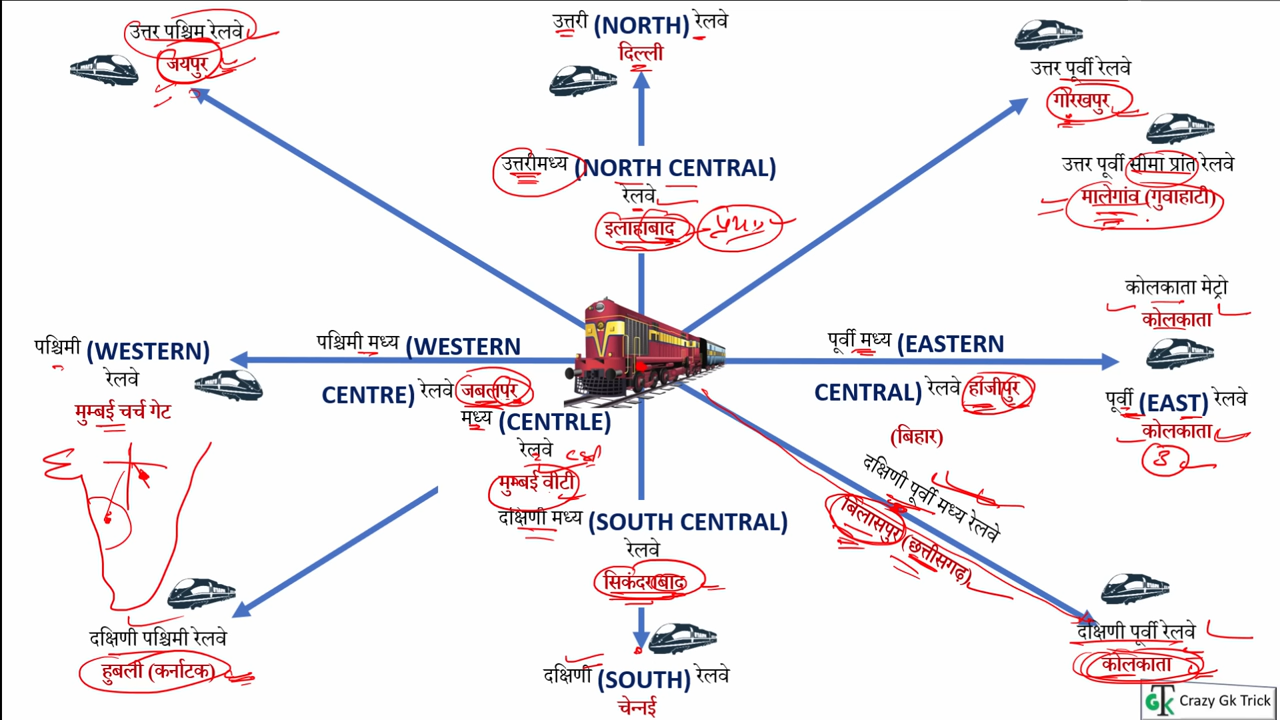 उत्तर पश्चिम रेलवे
जयपुर
उत्तरी (NORTH) रेलवे
दिल्ली
उत्तर पूर्वी रेलवे
गोरखपुर
उत्तर पूर्वी सीमा प्रांत रेलवे
मालेगांव (गुवाहाटी)
उत्तरीमध्य (NORTH CENTRAL)
रेलवे
इलाहाबाद
कोलकाता मेट्रो
कोलकाता
पश्चिमी (WESTERN)
रेलवे
मुम्बई चर्च गेट
पश्चिमी मध्य (WESTERN
CENTRE) रेलवे जबलपुर
पूर्वी मध्य (EASTERN
CENTRAL) रेलवे हाजीपुर
(बिहार)
पूर्वी (EAST) रेलवे
कोलकाता
3
मध्य (CENTRLE)
रेलवे
मुम्बई वीटी
दक्षिणी मध्य (SOUTH CENTRAL)
रेलवे
सिकंदराबाद
दक्षिणी पूर्वी मध्य रेलवे
बिलासपुर (छत्तीसगढ़)
दक्षिणी पश्चिमी रेलवे
हुबली (कर्नाटक)
दक्षिणी (SOUTH) रेलवे
चेन्नई
दक्षिणी पूर्वी रेलवे
कोलकाता
GTK Crazy Gk Trick